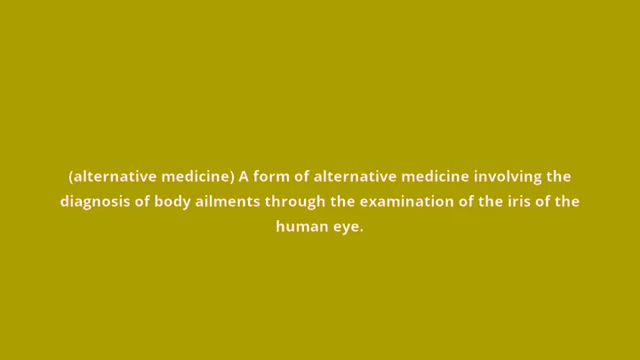 (alternative medicine) A form of alternative medicine involving the
diagnosis of body ailments through the examination of the iris of the
human eye.